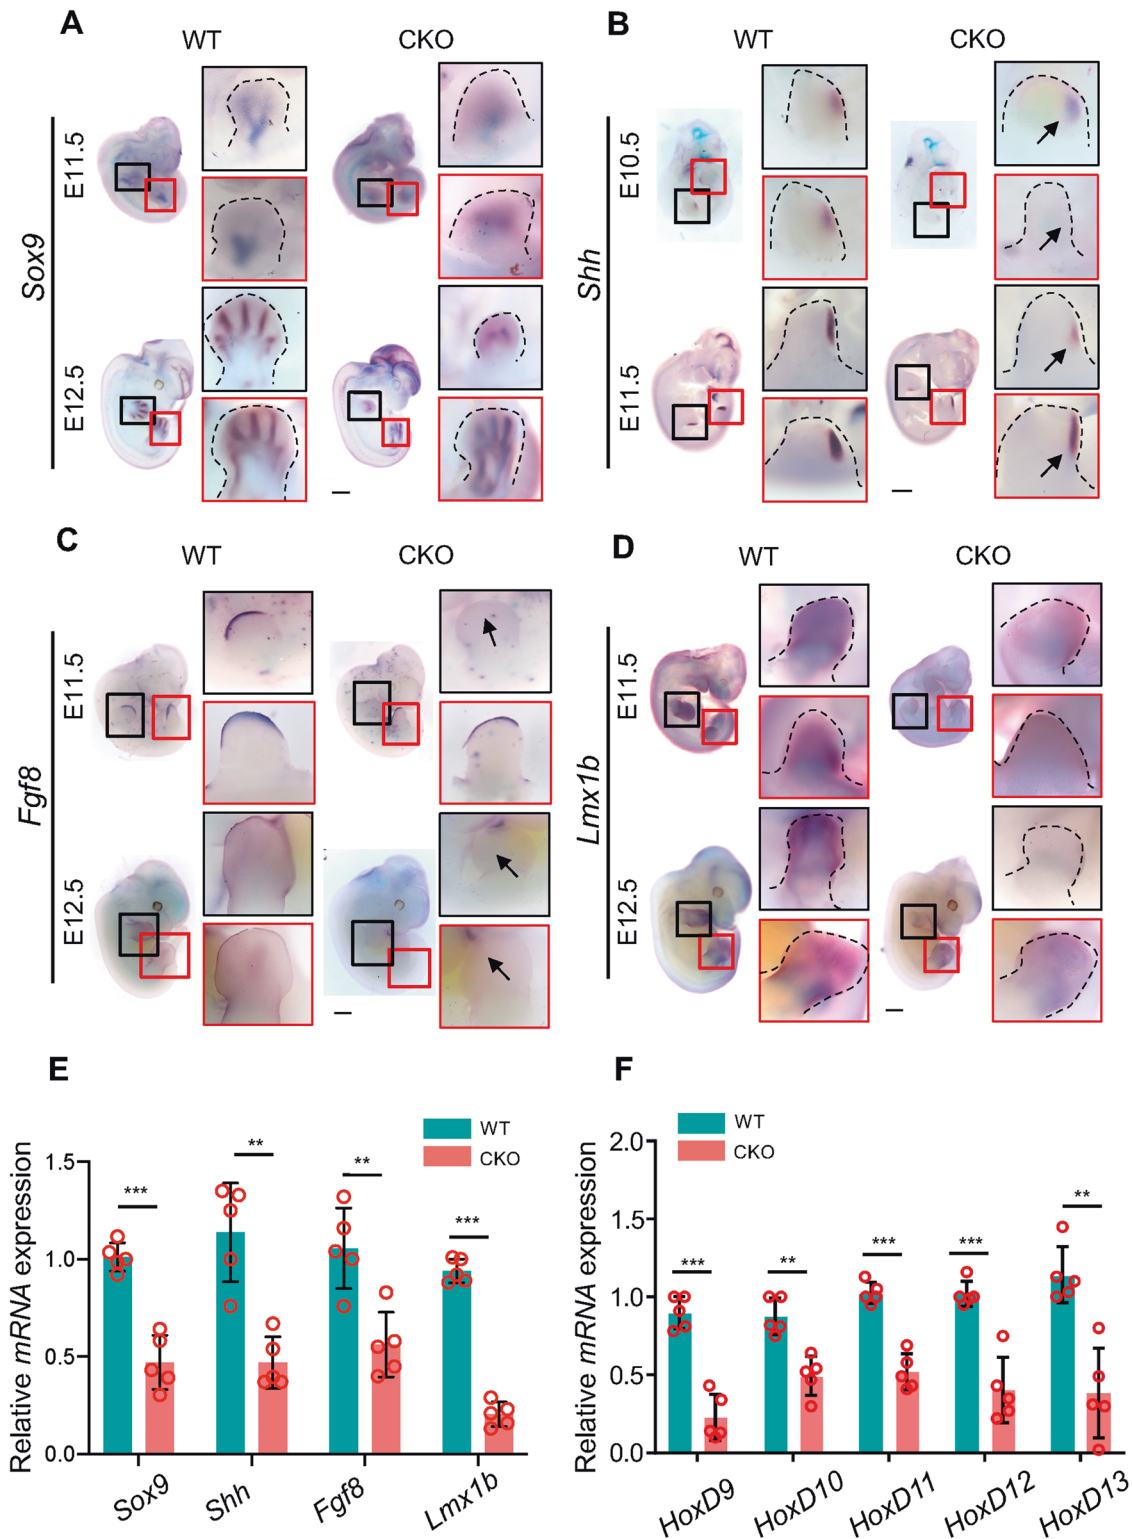 A
WT
CKO
E11.5
E12.5
Sox9
B
WT
CKO
E10.5
E11.5
Shh
C
WT
CKO
E11.5
E12.5
Fgf8
D
WT
CKO
E11.5
E12.5
Lmx1b
E
Relative mRNA expression
WT
CKO
1.5
1.0
0.5
0.0
***
**
**
***
Sox9
Shh
Fgf8
Lmx1b
F
Relative mRNA expression
WT
CKO
2.0
1.5
1.0
0.5
0.0
***
**
***
***
**
HoxD9
HoxD10
HoxD11
HoxD12
HoxD13